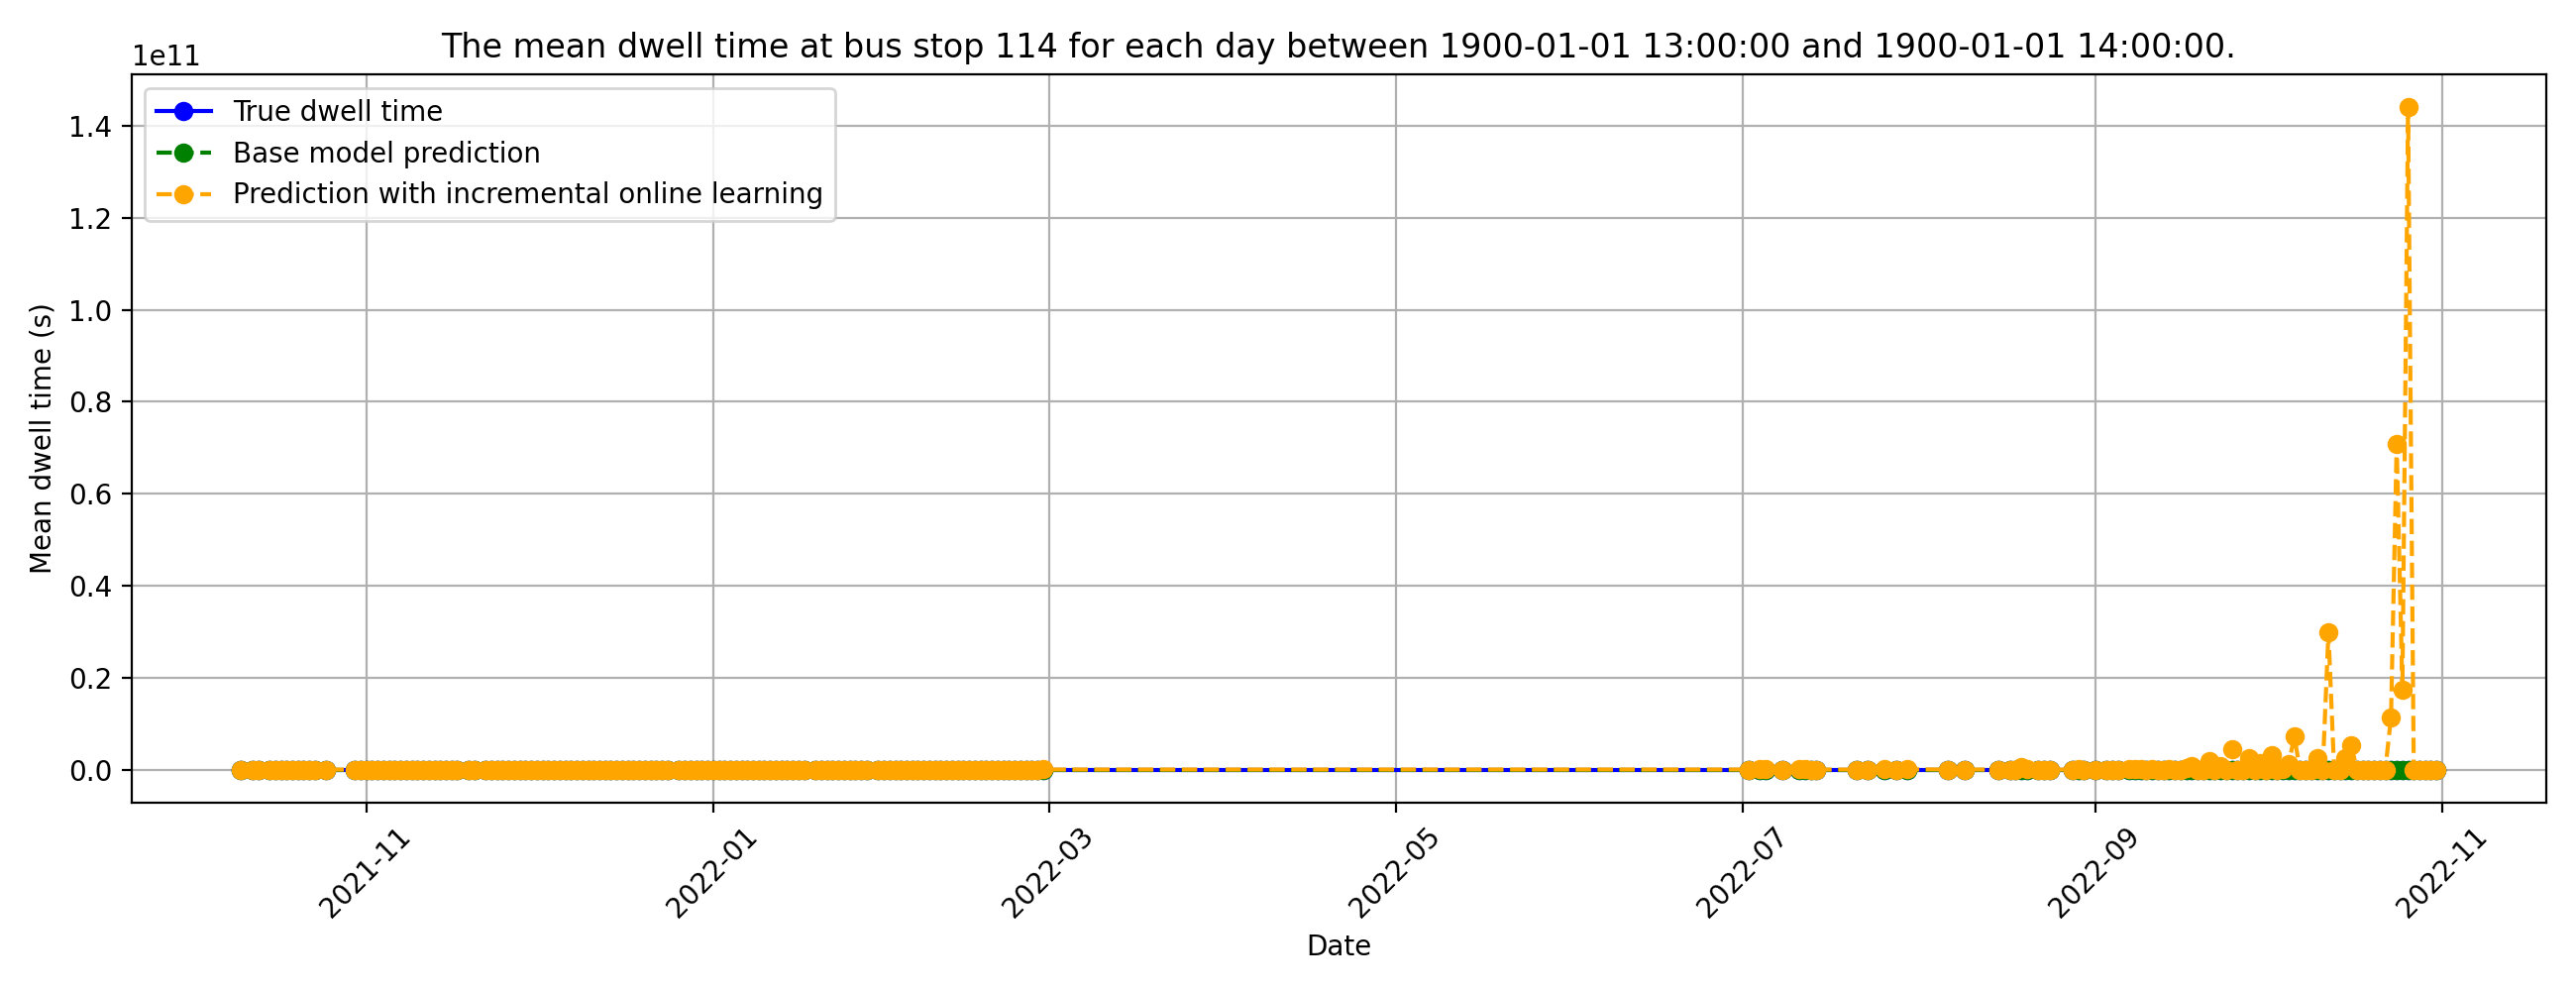 The mean dwell time at bus stop 114 for each day between 1900-01-01 13:00:00 and 1900-01-01 14:00:00.
1e11
True dwell time
Base model prediction
Prediction with incremental online learning
1.4
1.2
1.0
0.8
0.6
0.4
0.2
0.0
Mean dwell time (s)
2021-11
2022-01
2022-03
2022-05
2022-07
2022-09
2022-11
Date